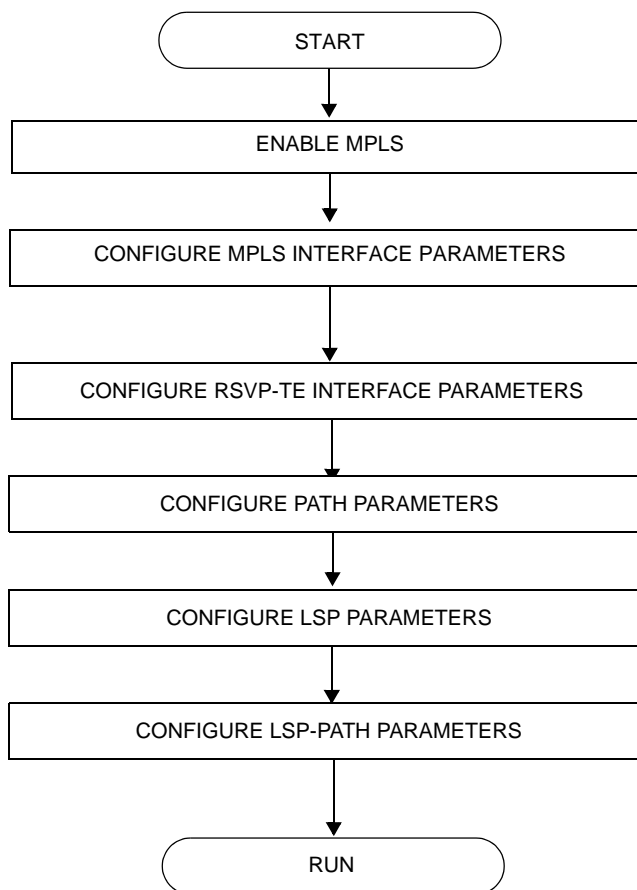 START
ENABLE MPLS
CONFIGURE MPLS INTERFACE PARAMETERS
CONFIGURE RSVP-TE INTERFACE PARAMETERS
CONFIGURE PATH PARAMETERS
CONFIGURE LSP PARAMETERS
CONFIGURE LSP-PATH PARAMETERS
RUN